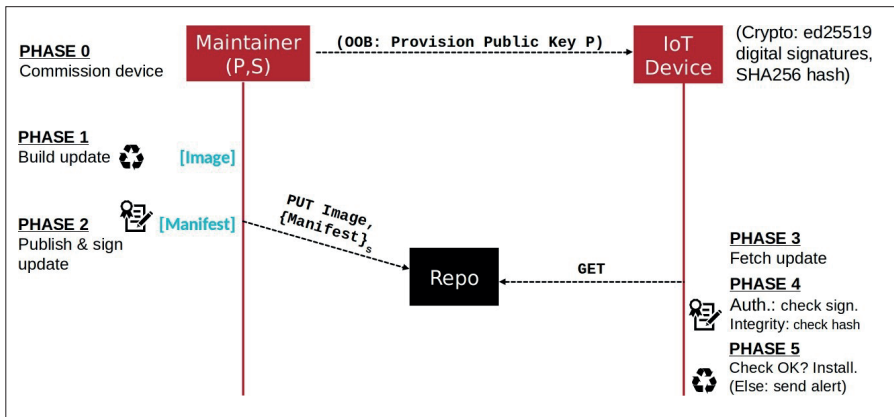 PHASE 0
Commission device
Maintainer
(P,S)
(OOB: Provision Public Key P)
IoT
Device
(Crypto: ed25519
digital signatures,
SHA256 hash)
PHASE 1
Build update
[Image]
PHASE 2
Publish & sign
update
[Manifest]
PUT Image,
{Manifest}s
Repo
GET
PHASE 3
Fetch update
PHASE 4
Auth.: check sign.
Integrity: check hash
PHASE 5
Check OK? Install.
(Else: send alert)